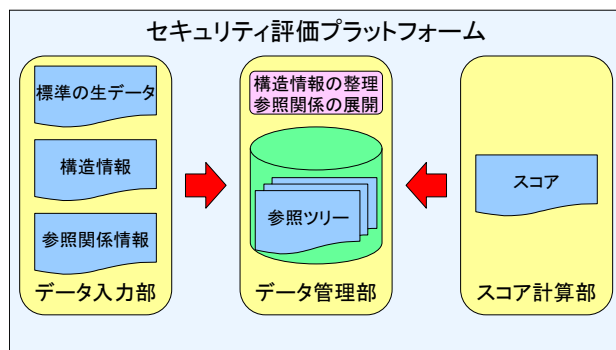 セキュリティ評価プラットフォーム
標準の生データ
構造情報
参照関係情報
データ入力部
構造情報の整理
参照関係の展開
参照ツリー
データ管理部
スコア
スコア計算部